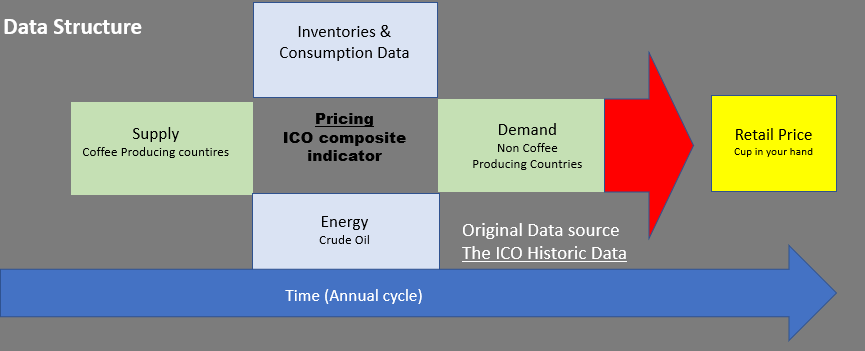 Data Structure
Inventories &
Consumption Data
Supply
Coffee Producing countires
Pricing
ICO composite
indicator
Demand
Non Coffee
Producing Countries
Retail Price
Cup in your hand
Energy
Crude Oil
Original Data source
The ICO Historic Data
Time (Annual cycle)